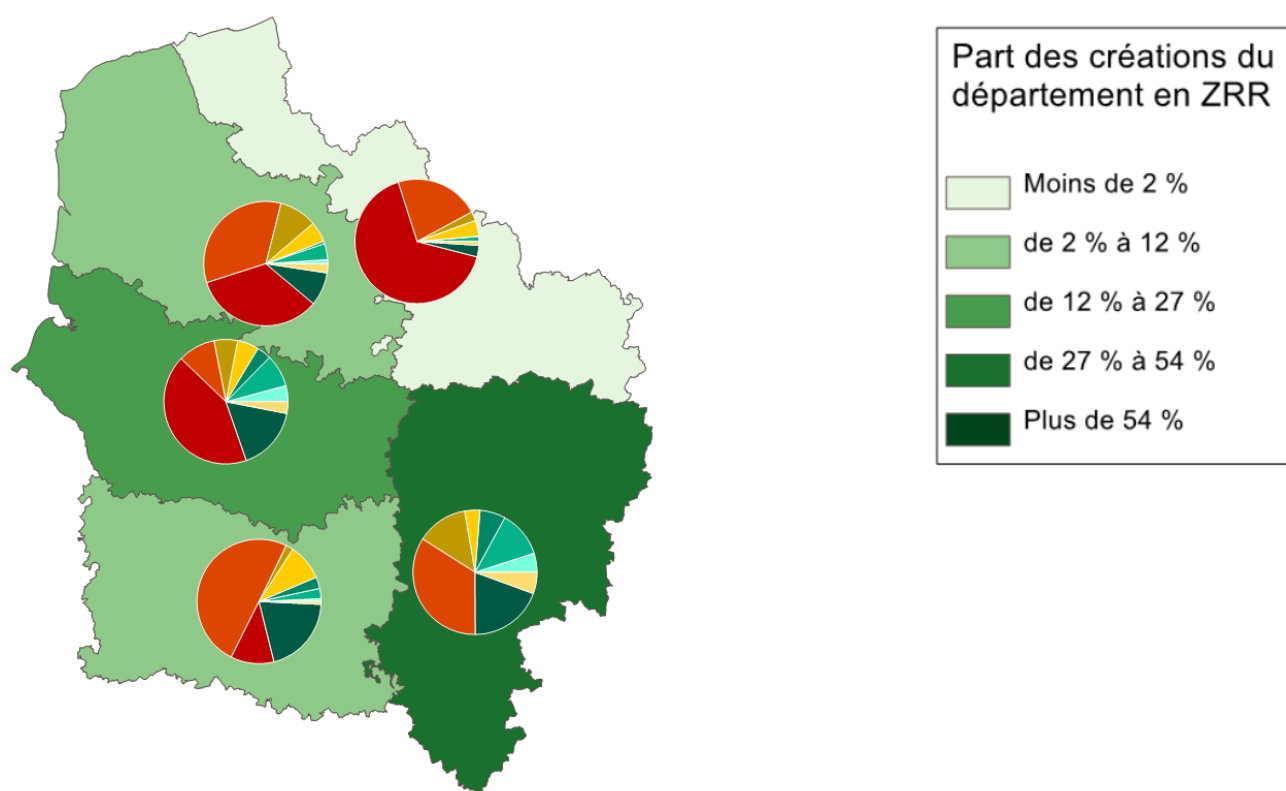 Part des créations du
département en ZRR
Moins de 2 %
de 2 % à 12 %
de 12 % à 27 %
de 27 % à 54 %
Plus de 54 %